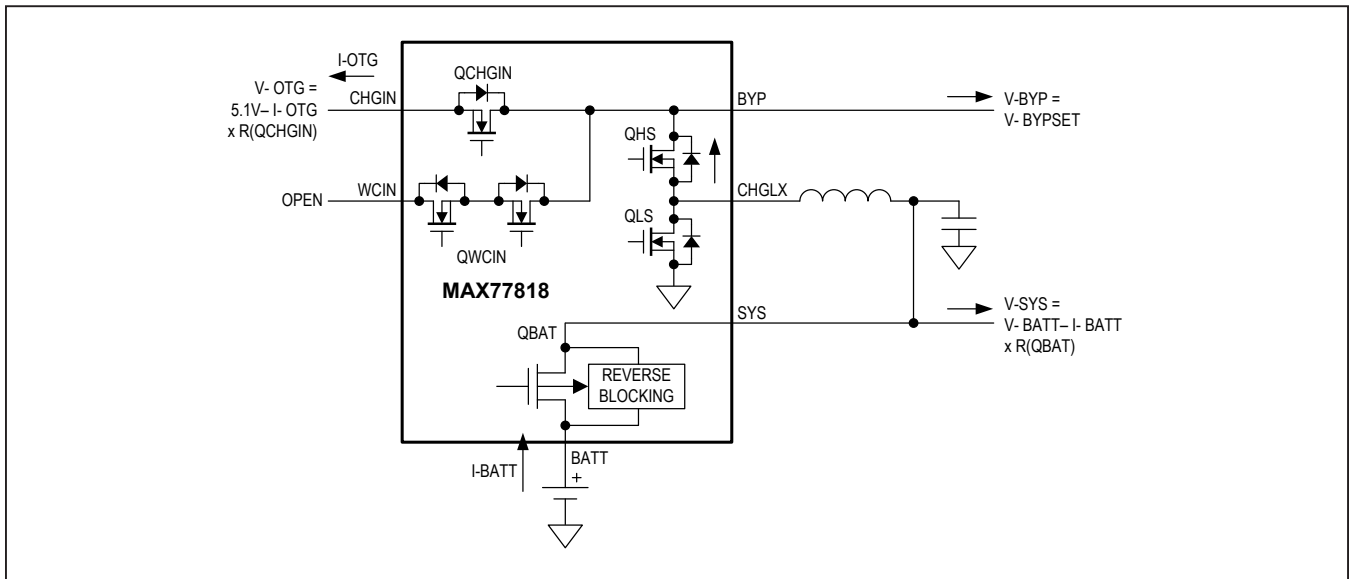 I-OTG
V- OTG =
5.1V– I- OTG
x R(QCHGIN)
CHGIN
QCHGIN
BYP
V-BYP =
V- BYPSET
QHS
OPEN
WCIN
CHGLX
QWCIN
QLS
MAX77818
SYS
V-SYS =
V- BATT– I- BATT
x R(QBAT)
QBAT
REVERSE
BLOCKING
I-BATT
BATT
+